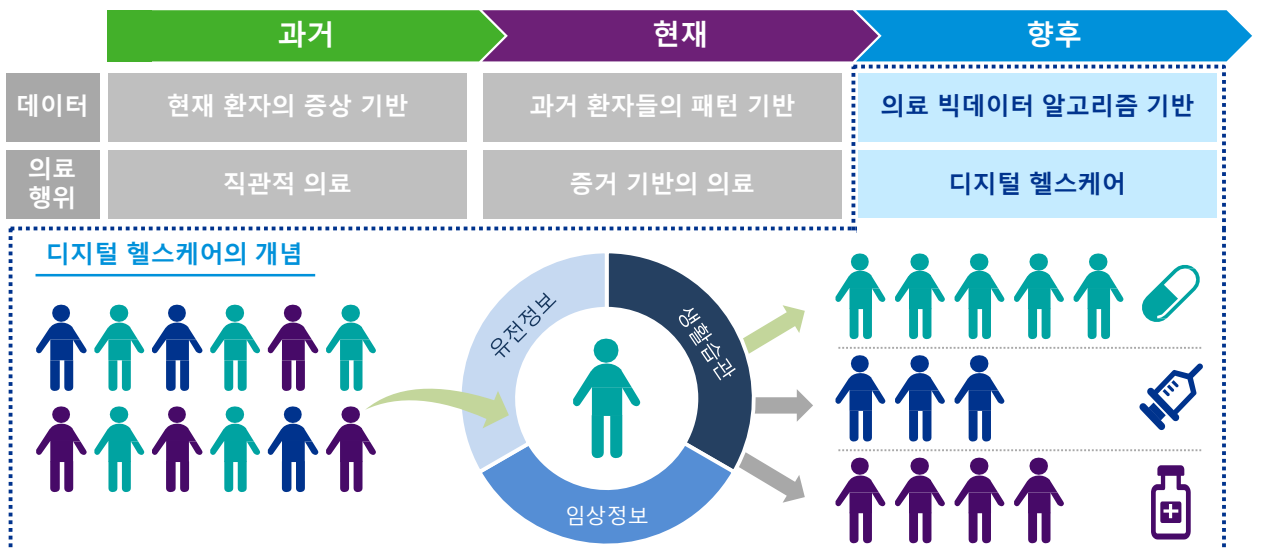 과거
현재
향후
데이터
현재 환자의 증상 기반
과거 환자들의 패턴 기반
의료 빅데이터 알고리즘 기반
의료
행위
직관적 의료
증거 기반의 의료
디지털 헬스케어
디지털 헬스케어의 개념
유전정보
생활습관
임상정보